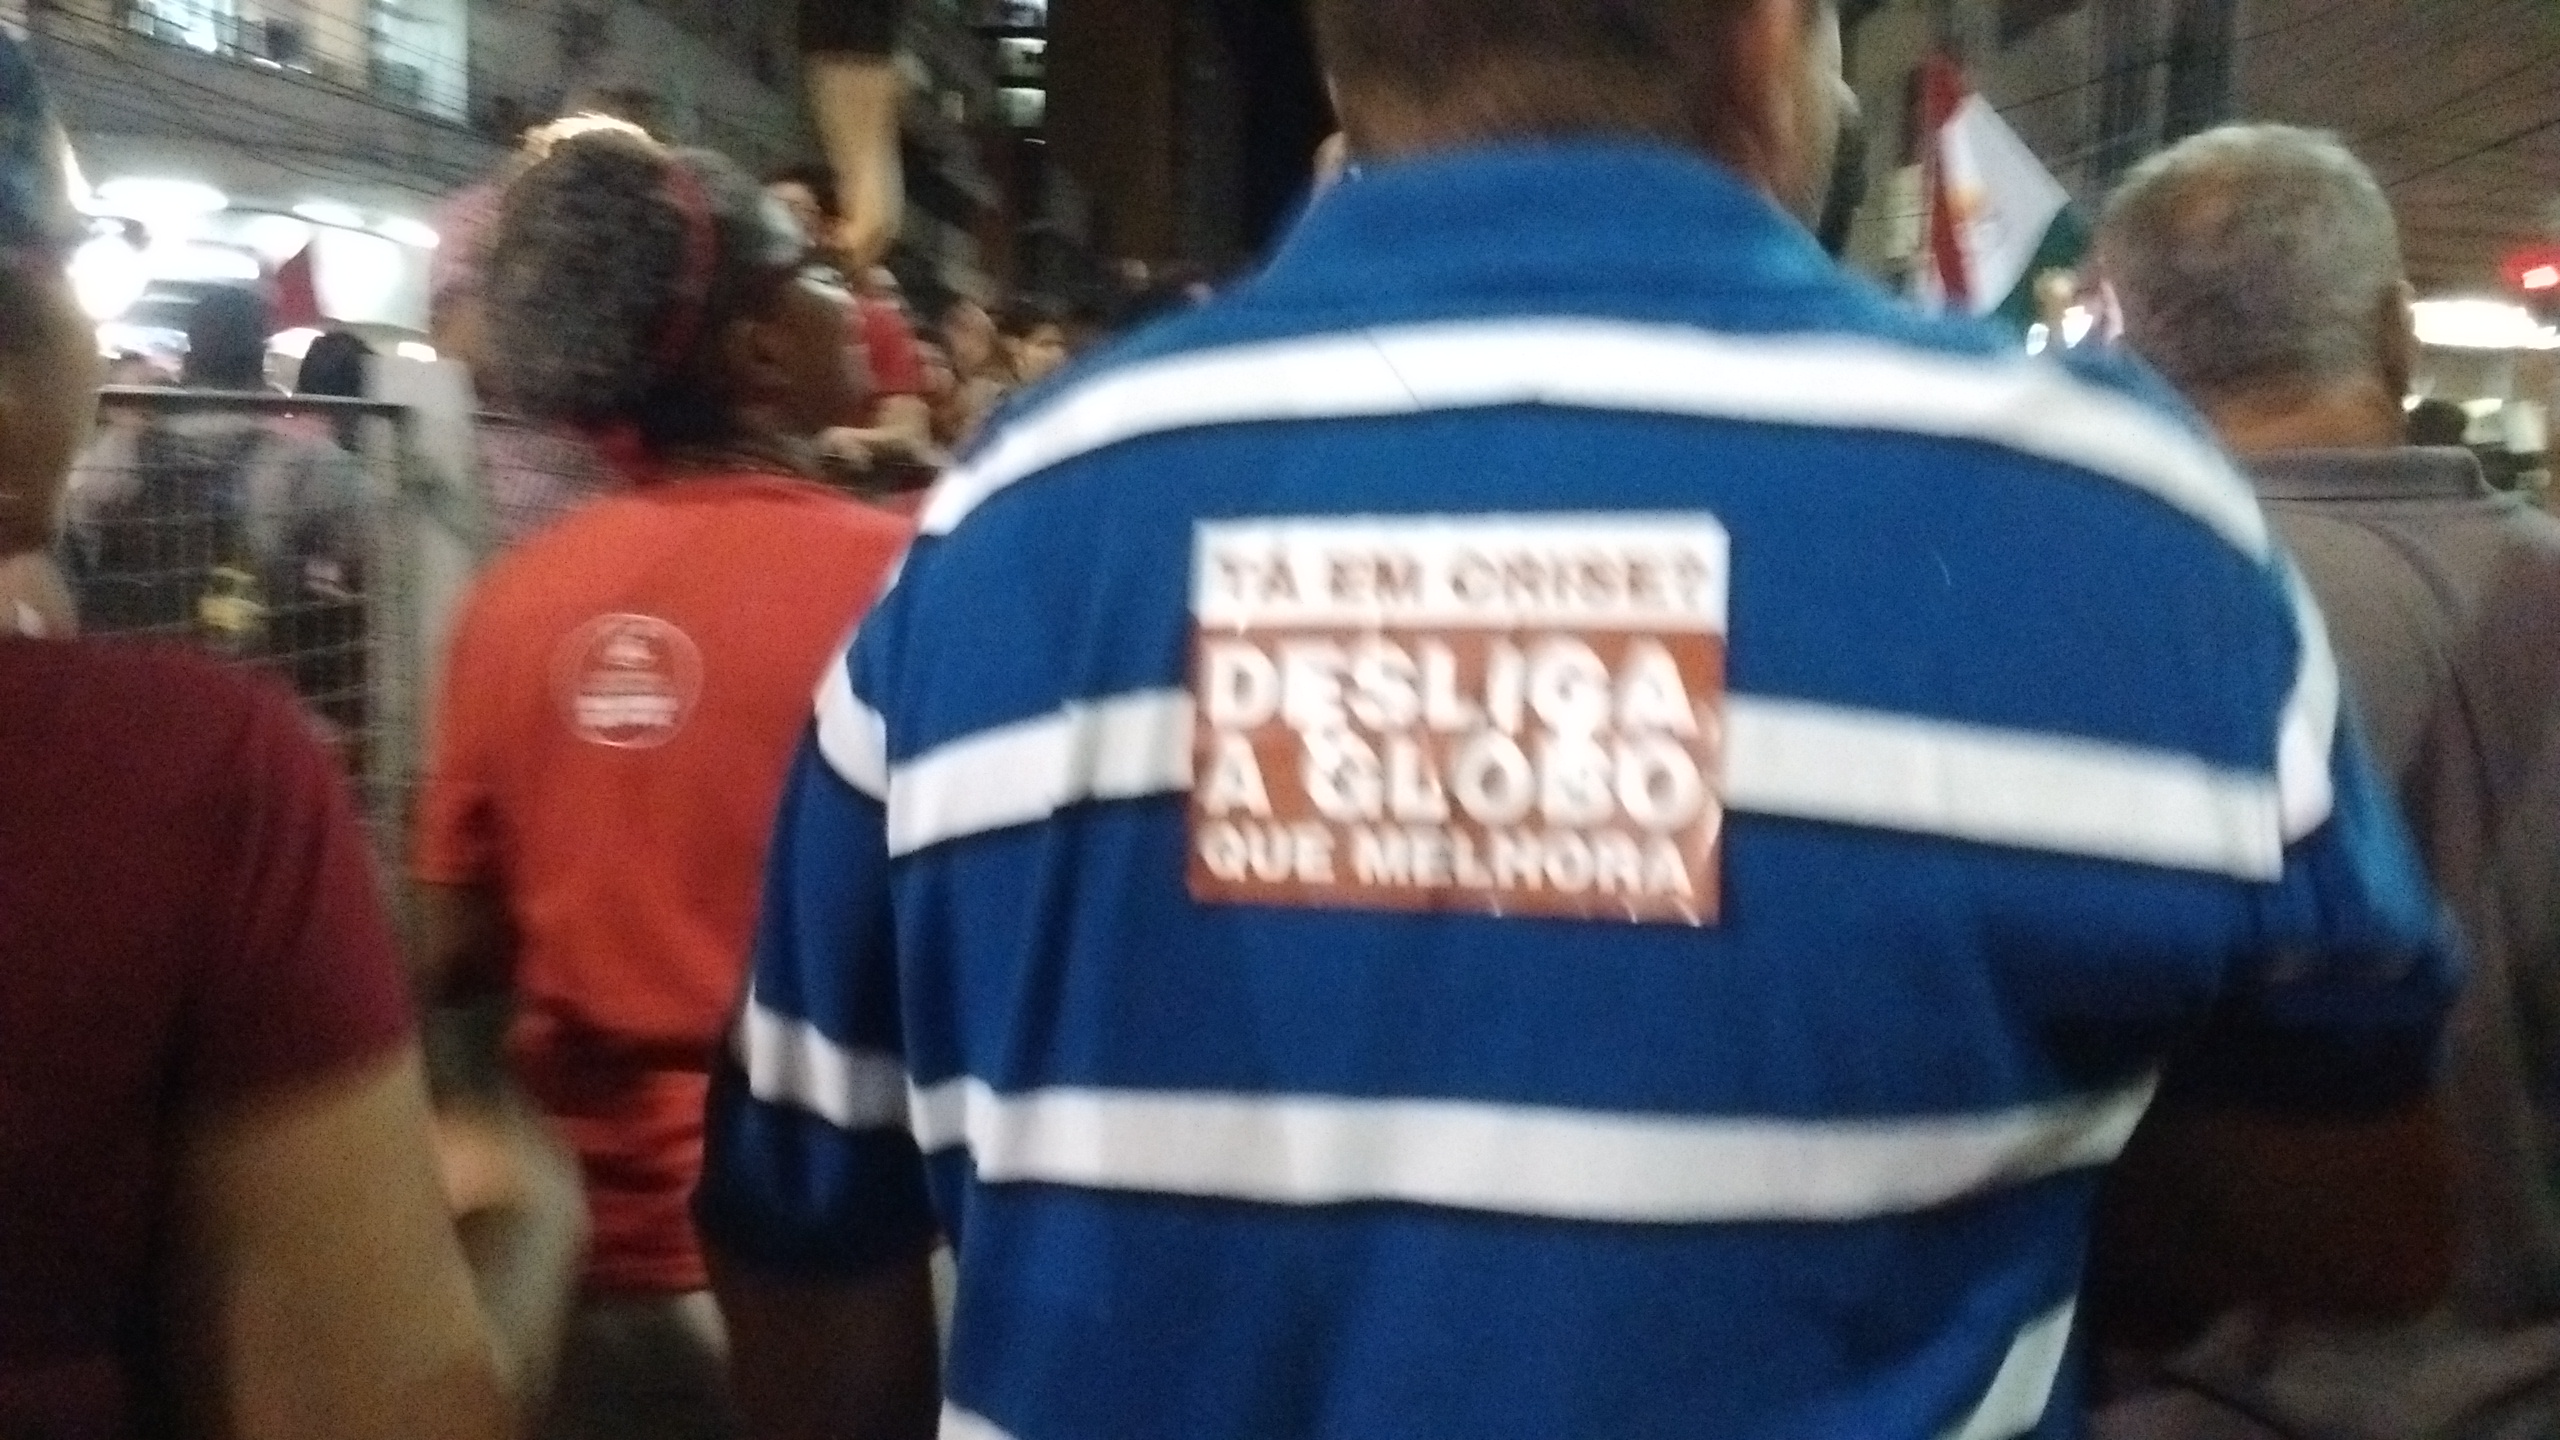 TÁ EM CRISE?
DESLIGA
A GLOBO
QUE MELHORA